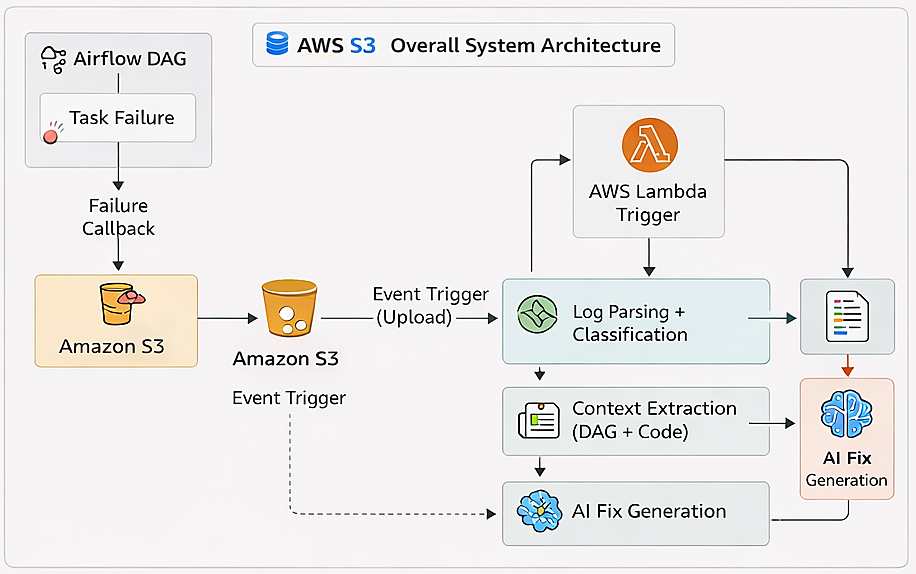 AWS S3 Overall System Architecture
Airflow DAG
Task Failure
Failure
Callback
Amazon S3
Amazon S3
Event Trigger
Event Trigger
(Upload)
AWS Lambda
Trigger
Log Parsing +
Classification
Context Extraction
(DAG + Code)
AI Fix Generation
AI Fix
Generation